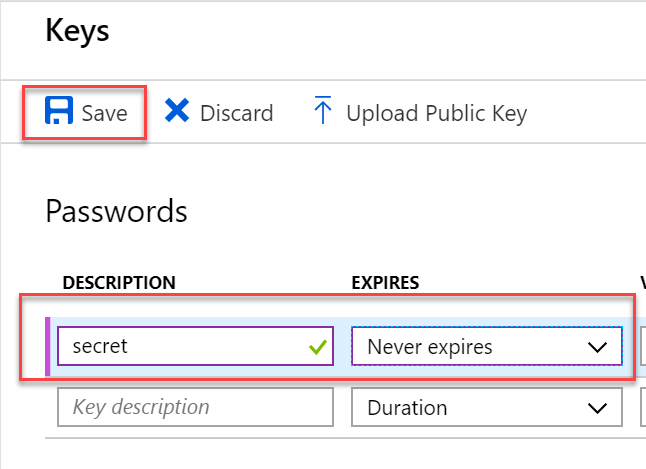 Keys
Save Discard Upload Public Key
Passwords
DESCRIPTION EXPIRES
secret Never expires
Key description Duration